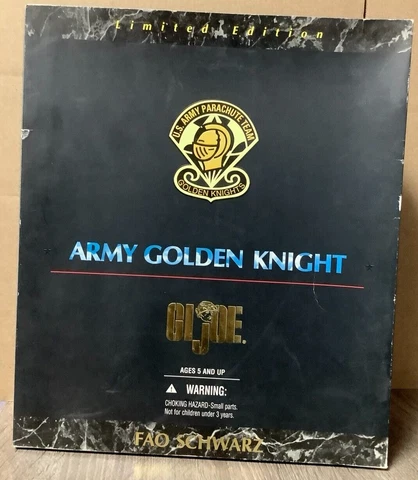 Limited Edition
U.S. ARMY PARACHUTE TEAM
GOLDEN KNIGHTS
ARMY GOLDEN KNIGHT
GI JOE®
AGES 5 AND UP
WARNING:
CHOKING HAZARD-Small parts.
Not for children under 3 years.
FAO SCHWARZ